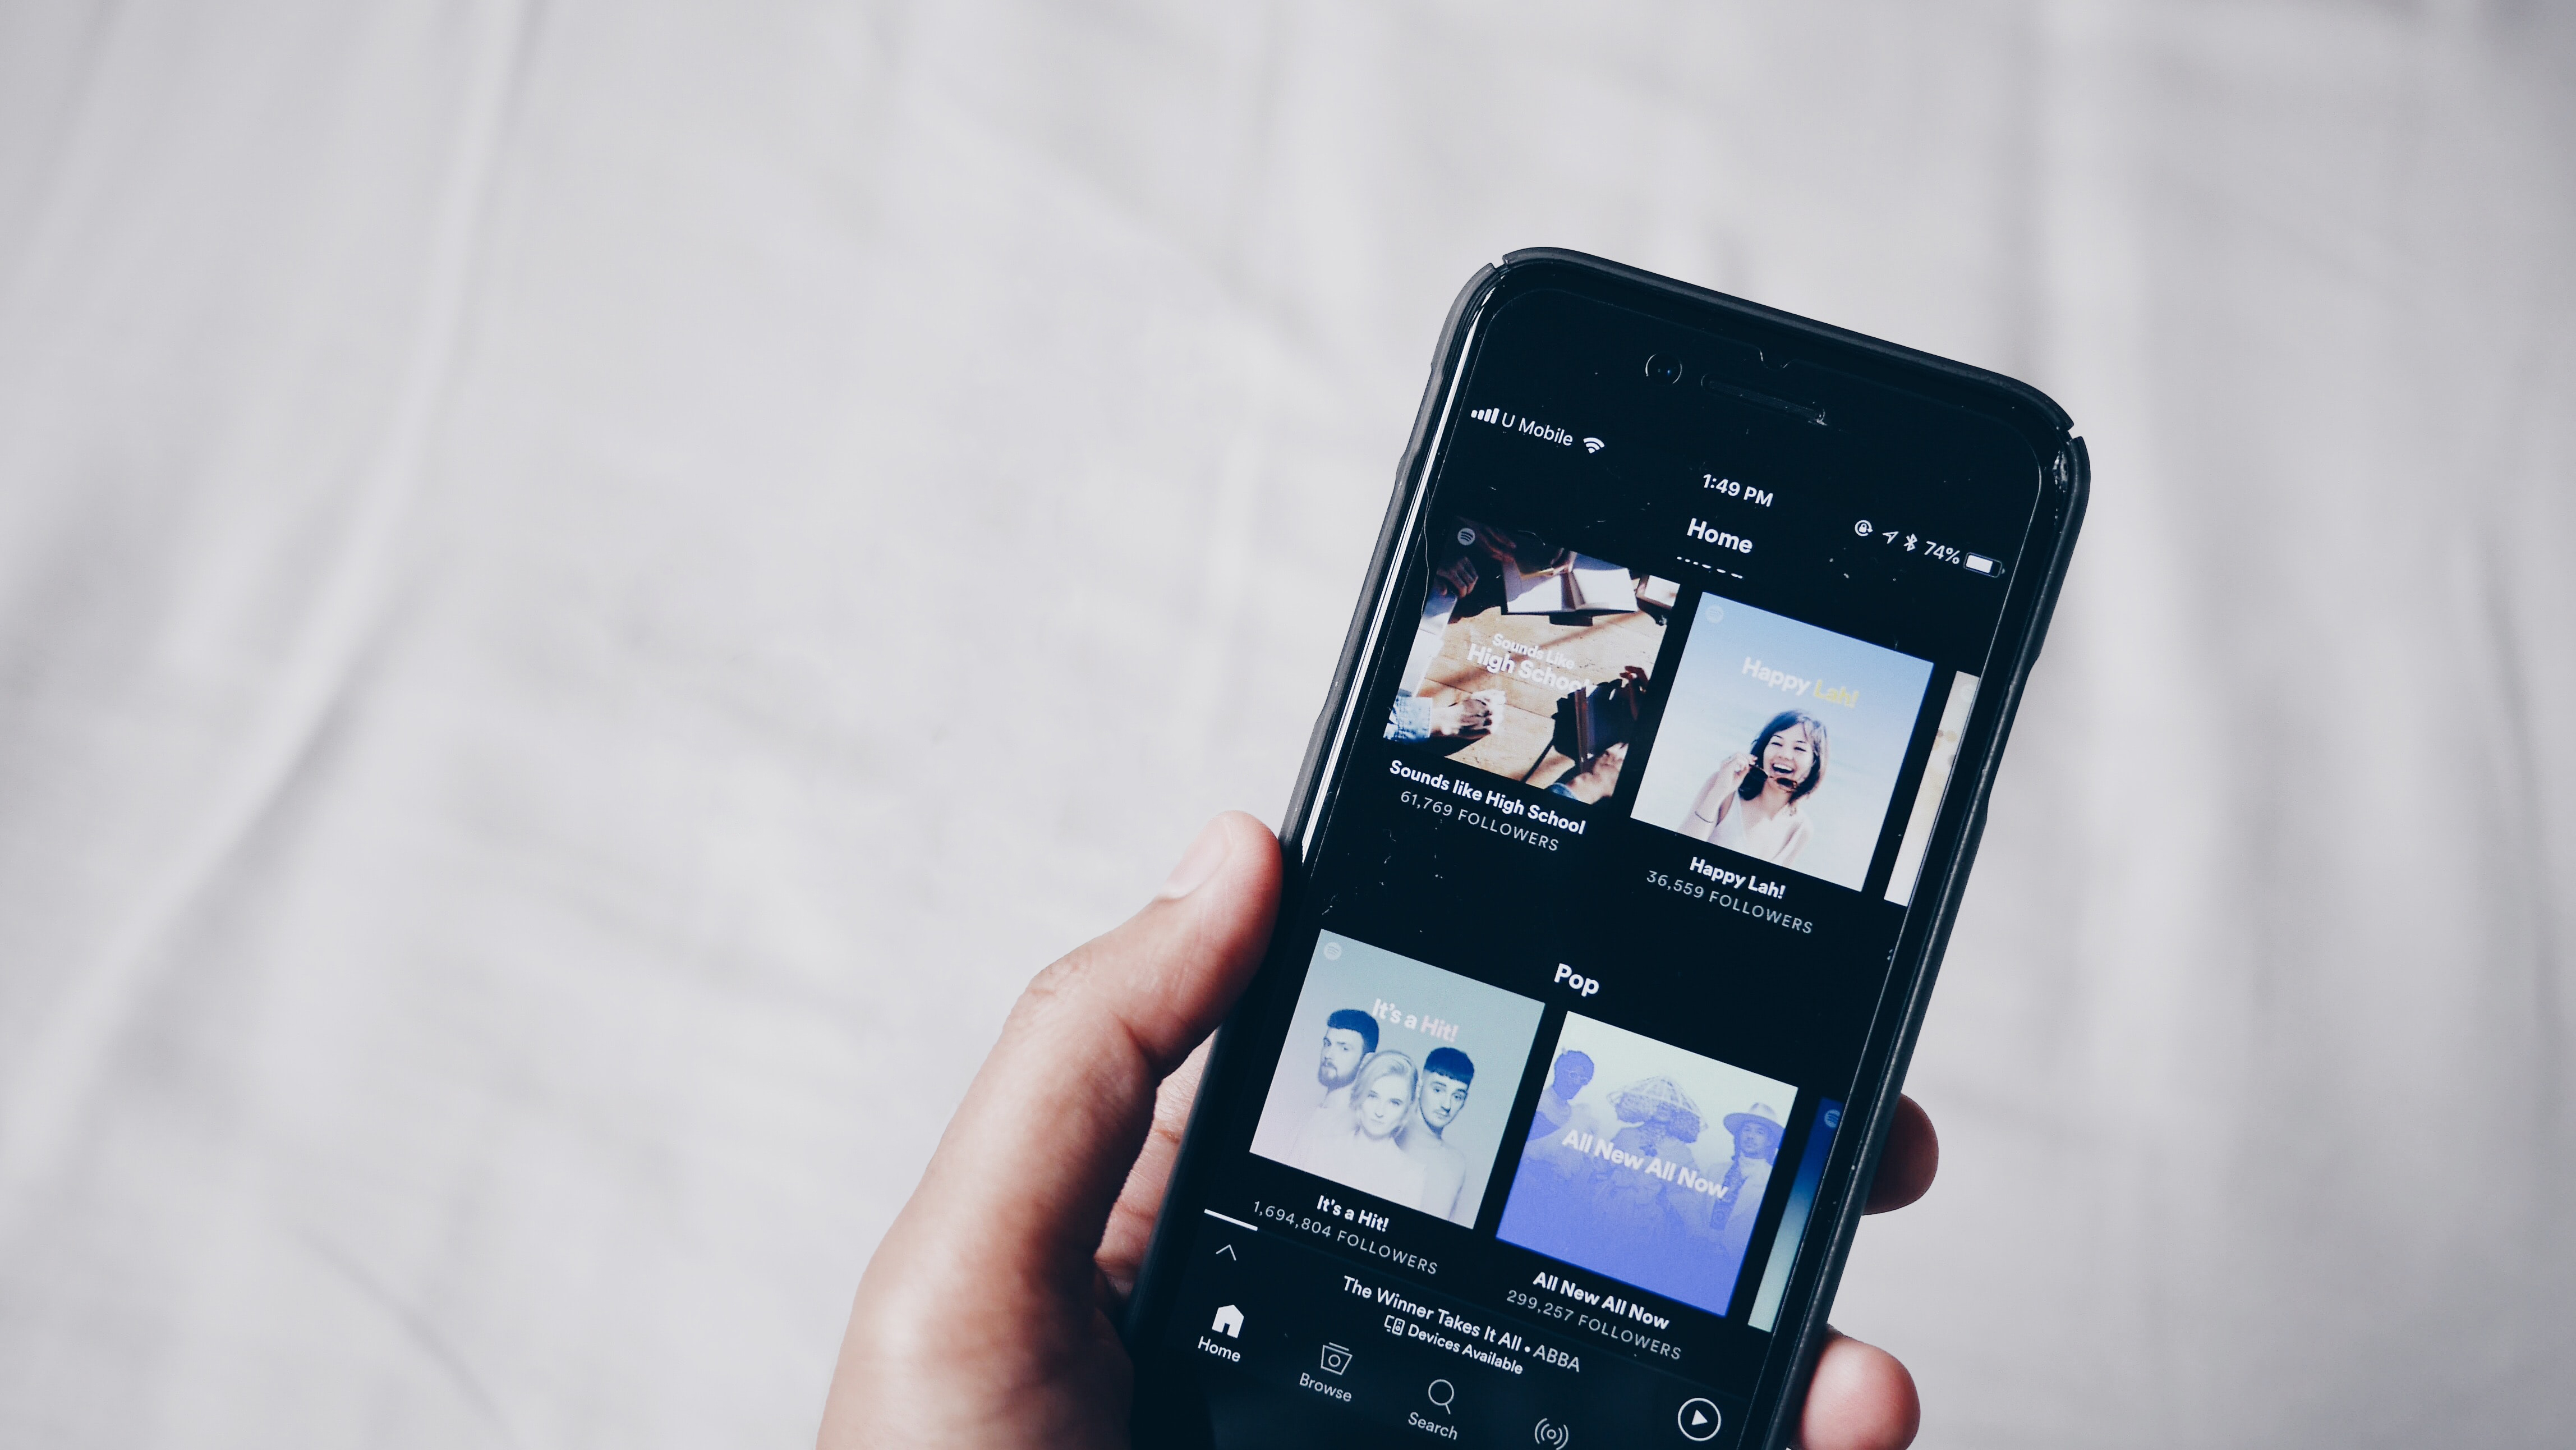 U Mobile
1:49 PM
74%
Home
Sounds Like
High School
Happy Lah!
Sounds like High School
61,769 FOLLOWERS
Happy Lah!
36,559 FOLLOWERS
Pop
It's a Hit!
All New All Now
It's a Hit!
1,694,804 FOLLOWERS
All New All Now
299,257 FOLLOWERS
The Winner Takes It All • ABBA
Devices Available
Home
Browse
Search